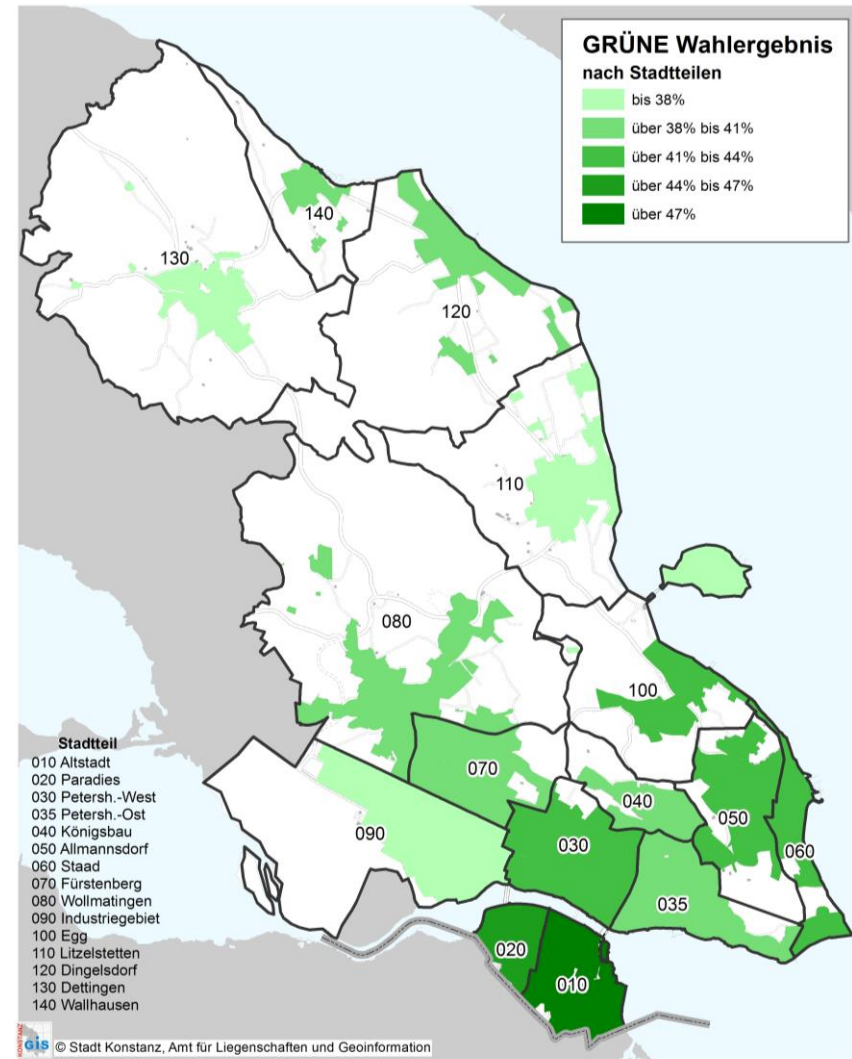 GRÜNE Wahlergebnis
nach Stadtteilen
bis 38%
über 38% bis 41%
über 41% bis 44%
über 44% bis 47%
über 47%
140
130
120
110
080
100
070
040
050
090
030
060
035
020
010
Stadtteil
010 Altstadt
020 Paradies
030 Petersh.-West
035 Petersh.-Ost
040 Königsbau
050 Allmannsdorf
060 Staad
070 Fürstenberg
080 Wollmatingen
090 Industriegebiet
100 Egg
110 Litzelstetten
120 Dingelsdorf
130 Dettingen
140 Wallhausen
KONSTANZ
gis
© Stadt Konstanz, Amt für Liegenschaften und Geoinformation